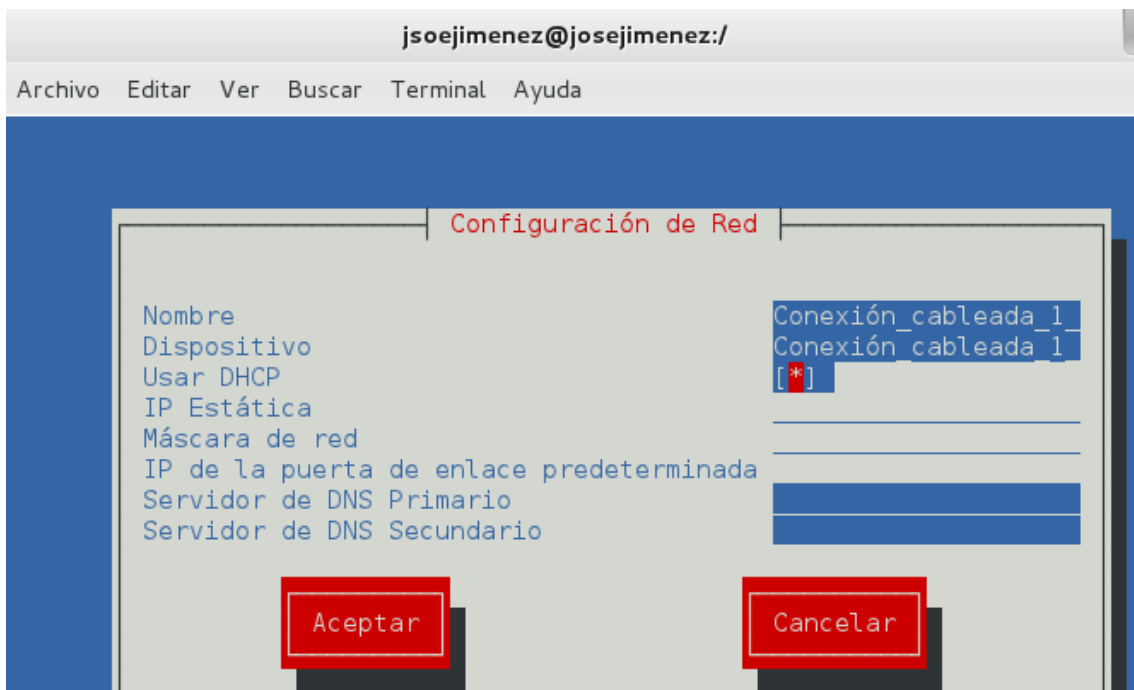 jsoejimenez@josejimenez:/
Archivo Editar Ver Buscar Terminal Ayuda
Configuración de Red
Nombre Conexión_cableada_1_
Dispositivo Conexión_cableada_1_
Usar DHCP [*]
IP Estática
Máscara de red
IP de la puerta de enlace predeterminada
Servidor de DNS Primario
Servidor de DNS Secundario
Aceptar Cancelar